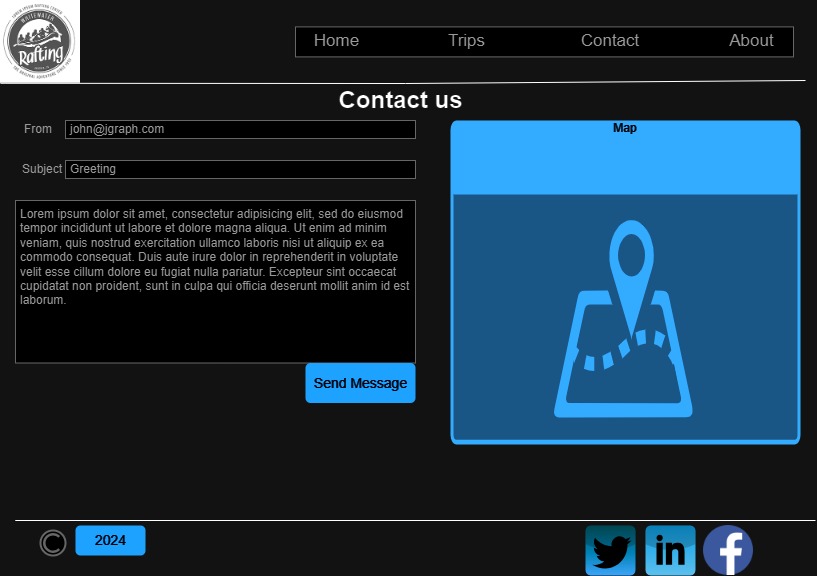 WHITEWATER
Rafting
Home Trips Contact About
Contact us
From john@jgraph.com
Subject Greeting
Map
Lorem ipsum dolor sit amet, consectetur adipisicing elit, sed do eiusmod
tempor incididunt ut labore et dolore magna aliqua. Ut enim ad minim
veniam, quis nostrud exercitation ullamco laboris nisi ut aliquip ex ea
commodo consequat. Duis aute irure dolor in reprehenderit in voluptate
velit esse cillum dolore eu fugiat nulla pariatur. Excepteur sint occaecat
cupidatat non proident, sunt in culpa qui officia deserunt mollit anim id est
laborum.
Send Message
© 2024
in
f